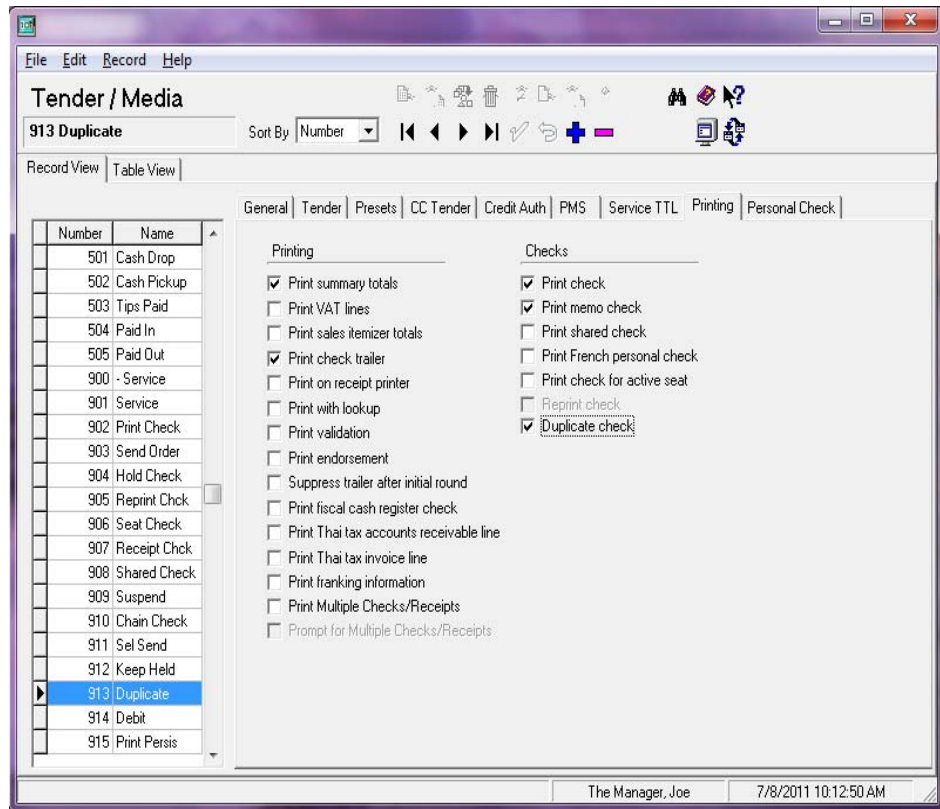 File Edit Record Help
Tender / Media
913 Duplicate
Sort By Number
Record View Table View
General Tender Presets CC Tender Credit Auth PMS Service TTL Printing Personal Check
Number Name
501 Cash Drop
502 Cash Pickup
503 Tips Paid
504 Paid In
505 Paid Out
900 - Service
901 Service
902 Print Check
903 Send Order
904 Hold Check
905 Reprint Chck
906 Seat Check
907 Receipt Chck
908 Shared Check
909 Suspend
910 Chain Check
911 Sel Send
912 Keep Held
913 Duplicate
914 Debit
915 Print Persis
Printing
Print summary totals
Print VAT lines
Print sales itemizer totals
Print check trailer
Print on receipt printer
Print with lookup
Print validation
Print endorsement
Suppress trailer after initial round
Print fiscal cash register check
Print Thai tax accounts receivable line
Print Thai tax invoice line
Print franking information
Print Multiple Checks/Receipts
Prompt for Multiple Checks/Receipts
Checks
Print check
Print memo check
Print shared check
Print French personal check
Print check for active seat
Reprint check
Duplicate check
The Manager, Joe 7/8/2011 10:12:50 AM